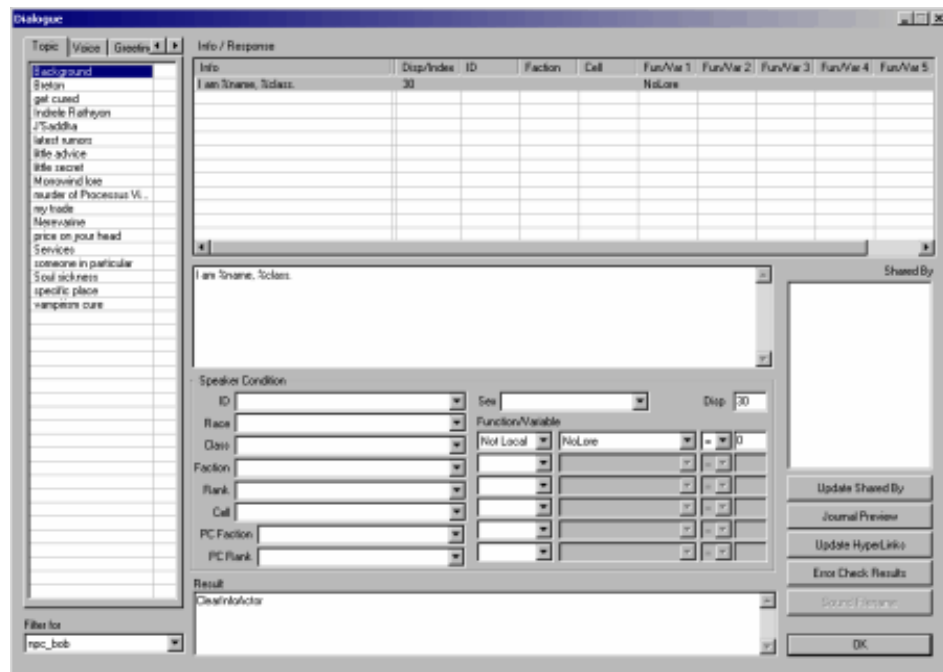 Dialogue
Topic Voice Greetin
Info / Response
Info Disp/Index ID Faction Cell Fun/Var 1 Fun/Var 2 Fun/Var 3 Fun/Var 4 Fun/Var 5
I am %name, %class. 30 NoLore
Background
Breton
get cured
Indrele Rathryon
J'Saddha
latest rumors
little advice
little secret
Morrowind lore
murder of Processus Vi...
my trade
Nerevarine
price on your head
Services
someone in particular
Soul sickness
specific place
vampirism cure
Filter for
npc_bob
I am %name, %class.
Shared By
Speaker Condition
ID
Race
Class
Faction
Rank
Cell
PC Faction
PC Rank
Sex
Disp 30
Function/Variable
Not Local NoLore = 0
=
=
=
=
=
Result
ClearInfoActor
Update Shared By
Journal Preview
Update HyperLinks
Error Check Results
Sound Filename
OK